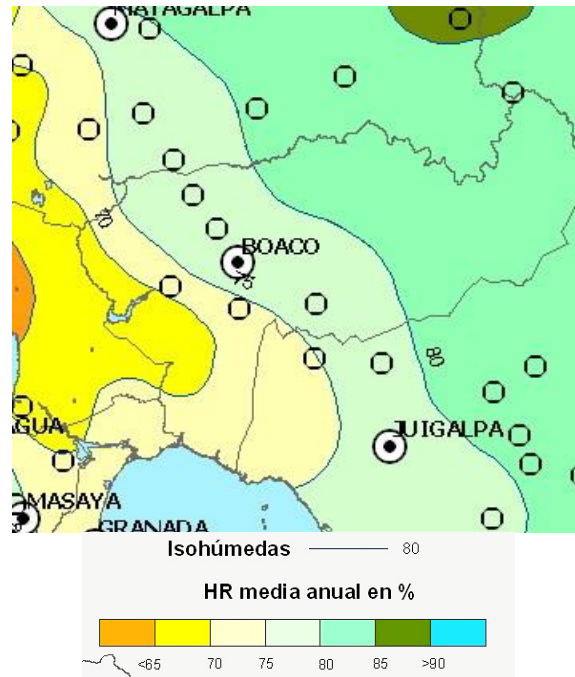 MATAGALPA
70
BOACO
75
80
JUIGALPA
AGUA
MASAYA
GRANADA
Isohúmedas 80
HR media anual en %
<65 70 75 80 85 >90